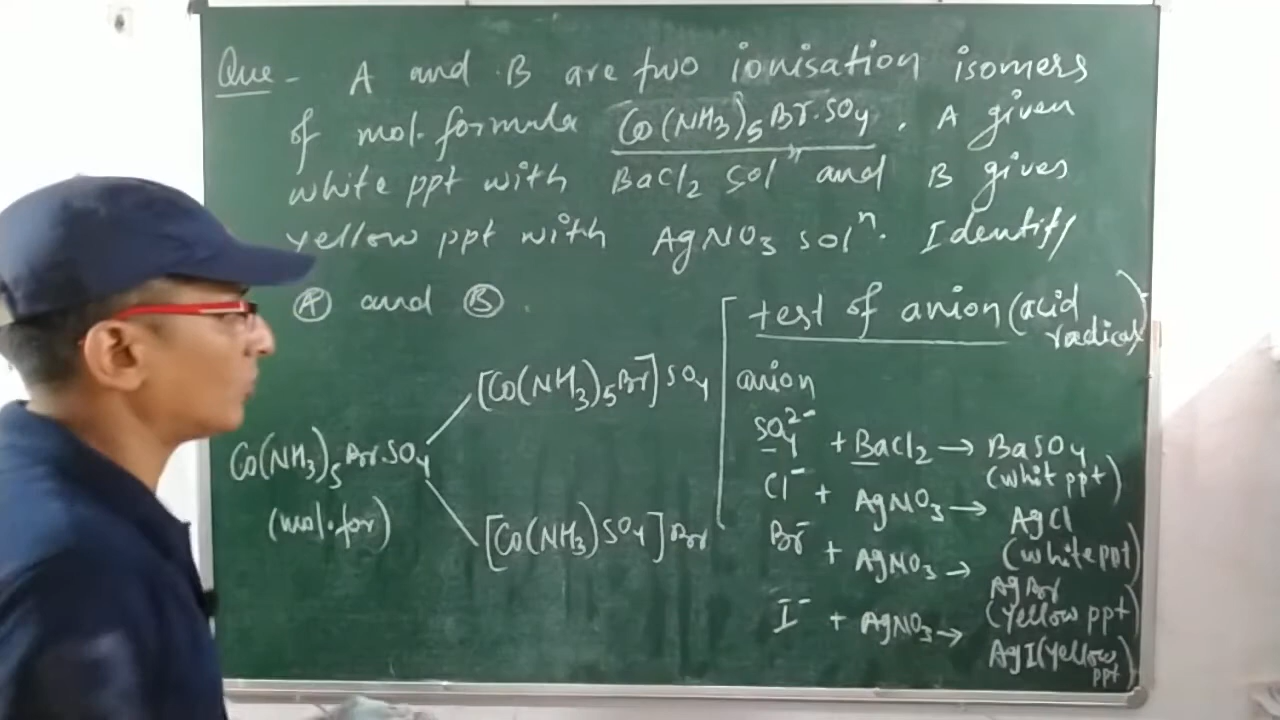 Que - A and B are two ionisation isomers
of mol. formula Co(NH3)5Br.SO4. A given
white ppt with BaCl2 solⁿ and B gives
yellow ppt with AgNO3 solⁿ. Identify
(A) and (B).
test of anion (acid
radical)
anion
SO4²⁻ + BaCl2 → BaSO4
(whit ppt)
Cl⁻ + AgNO3 → AgCl
(white ppt)
Br⁻ + AgNO3 → AgBr
(yellow ppt)
I⁻ + AgNO3 → AgI (yellow
ppt)
Co(NH3)5Br.SO4
(mol.for)
[Co(NH3)5Br]SO4
[Co(NH3)SO4]Br